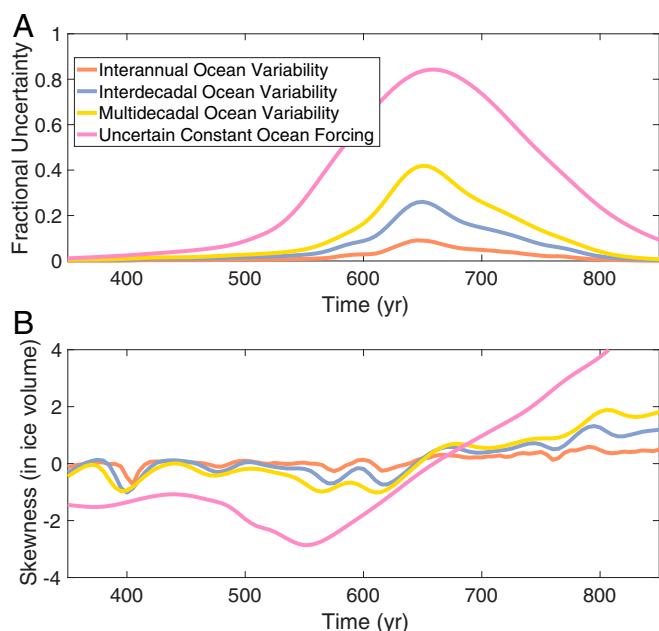 A
1
0.8
0.6
0.4
0.2
0
Fractional Uncertainty
Interannual Ocean Variability
Interdecadal Ocean Variability
Multidecadal Ocean Variability
Uncertain Constant Ocean Forcing
400 500 600 700 800
Time (yr)
B
4
2
0
-2
-4
Skewness (in ice volume)
400 500 600 700 800
Time (yr)